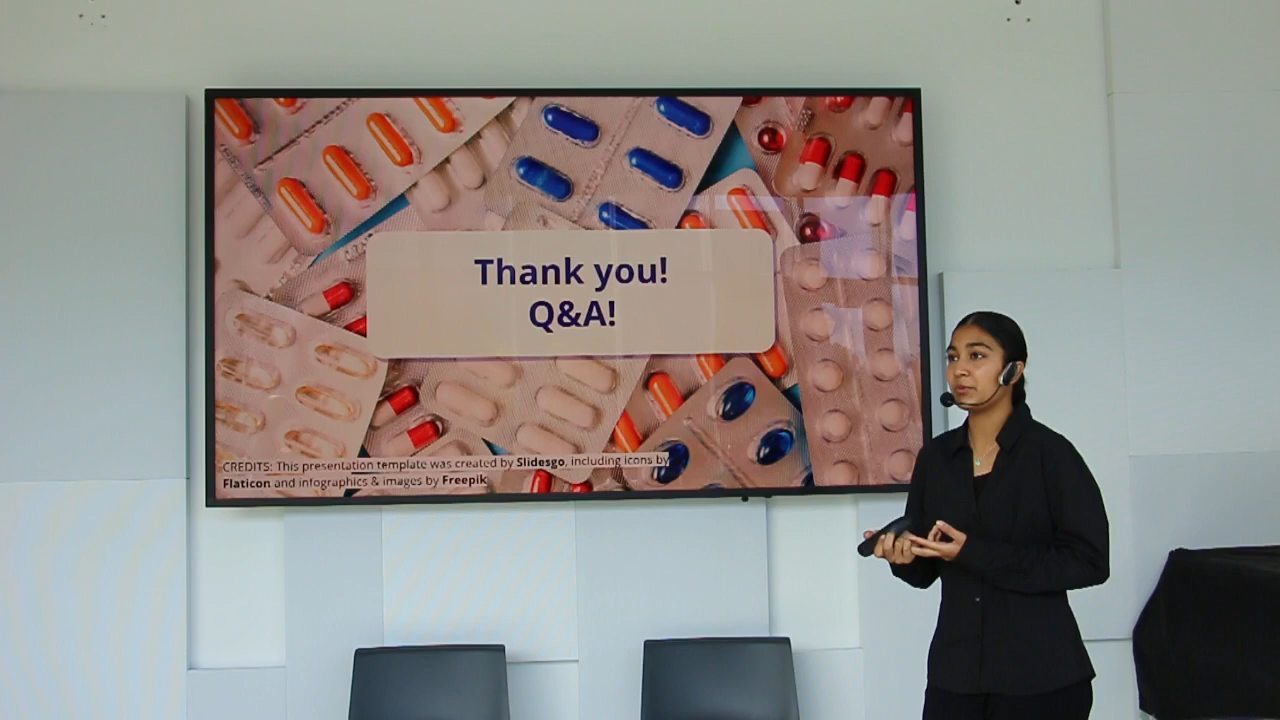 Thank you!
Q&A!
CREDITS: This presentation template was created by Slidesgo, including icons by
Flaticon and infographics & images by Freepik